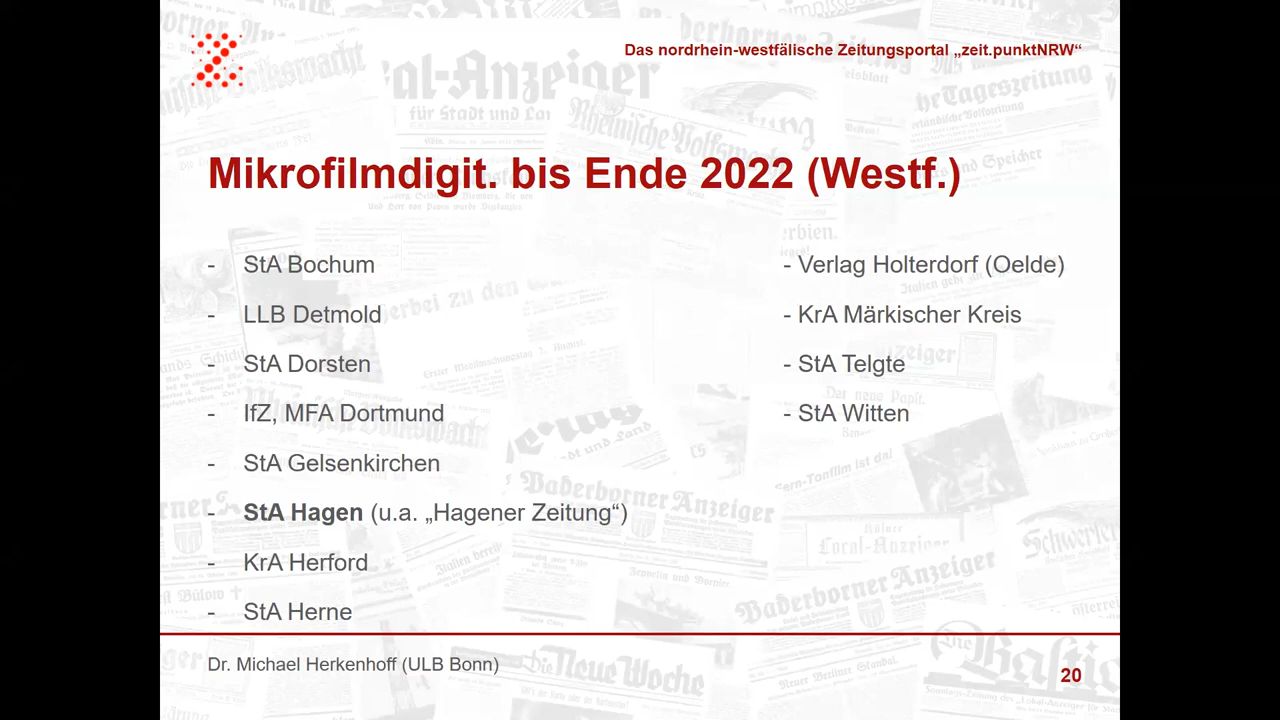 Das nordrhein-westfälische Zeitungsportal „zeit.punktNRW“
Mikrofilmdigit. bis Ende 2022 (Westf.)
- StA Bochum
- LLB Detmold
- StA Dorsten
- IfZ, MFA Dortmund
- StA Gelsenkirchen
- StA Hagen (u.a. „Hagener Zeitung“)
- KrA Herford
- StA Herne
- Verlag Holterdorf (Oelde)
- KrA Märkischer Kreis
- StA Telgte
- StA Witten
Dr. Michael Herkenhoff (ULB Bonn)
20